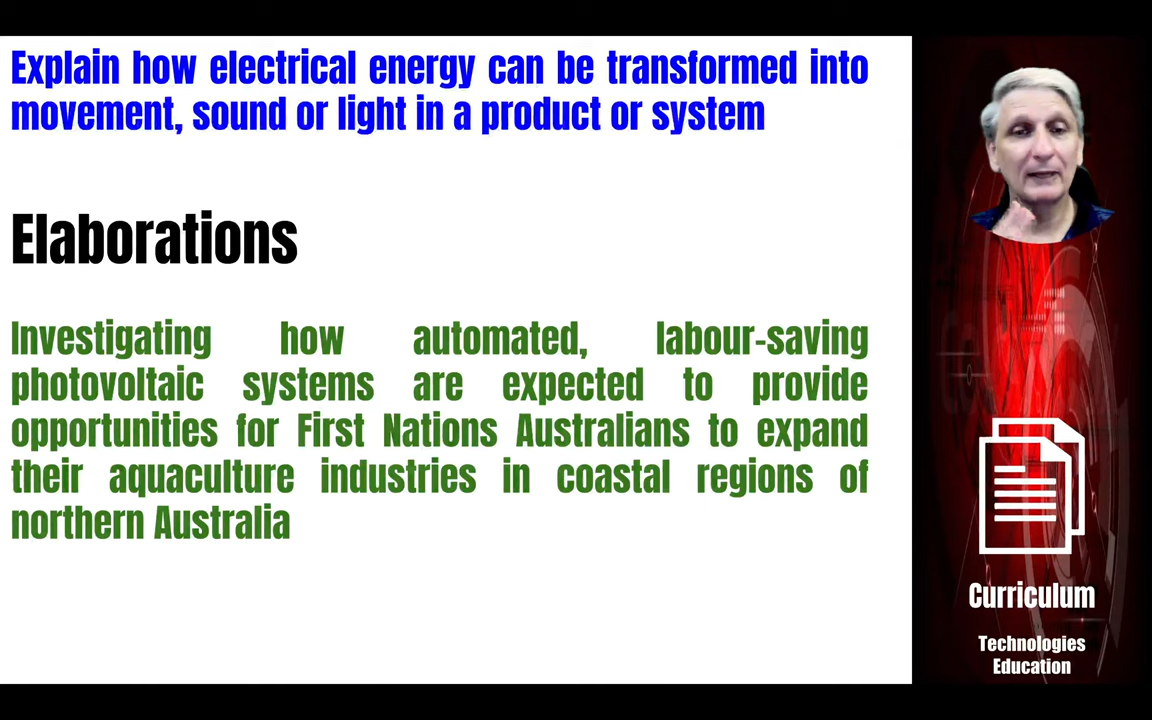 Explain how electrical energy can be transformed into
movement, sound or light in a product or system
Elaborations
Investigating how automated, labour-saving
photovoltaic systems are expected to provide
opportunities for First Nations Australians to expand
their aquaculture industries in coastal regions of
northern Australia
Curriculum
Technologies
Education